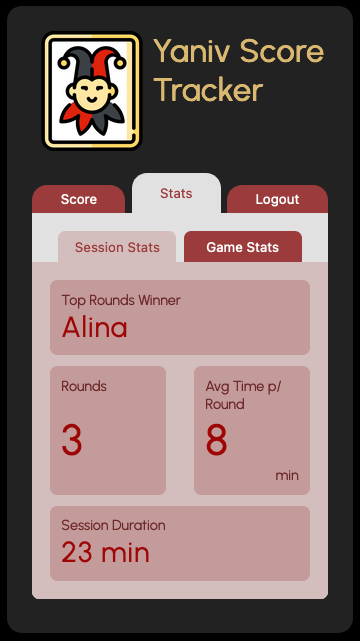 Yaniv Score
Tracker
Score
Stats
Logout
Session Stats
Game Stats
Top Rounds Winner
Alina
Rounds
3
Avg Time p/
Round
8
min
Session Duration
23 min